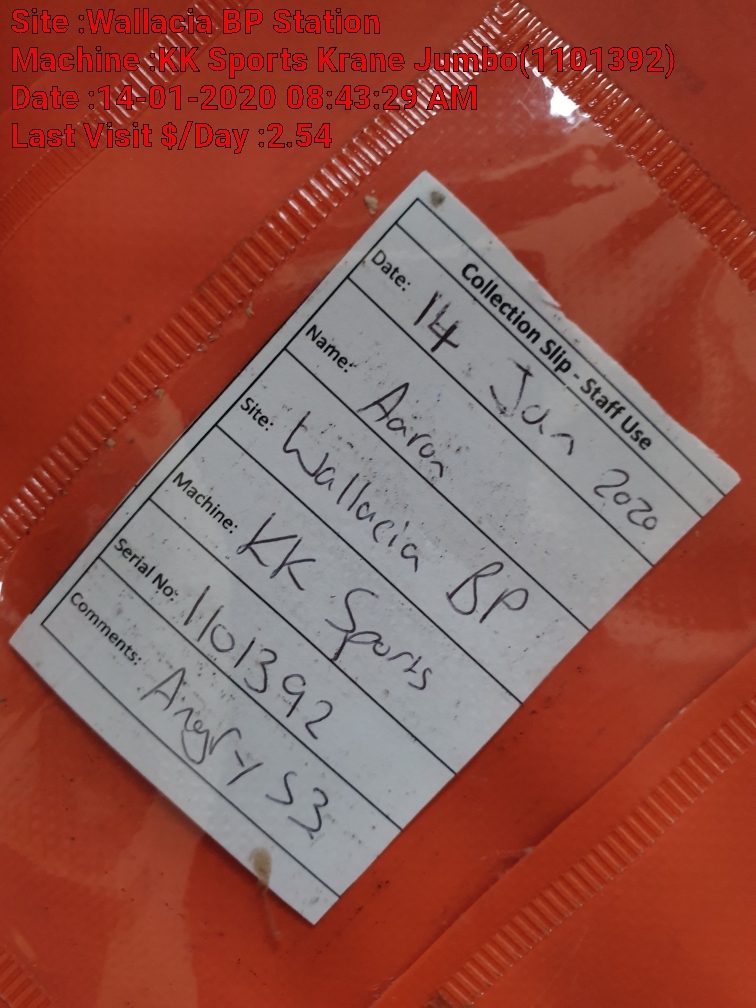 Site :Wallacia BP Station
Machine :KK Sports Krane Jumbo(1101392)
Date :14-01-2020 08:43:29 AM
Last Visit $/Day :2.54
Collection Slip - Staff Use
Date: 14 Jan 2020
Name: Aaron
Site: Wallacia BP
Machine: KK Sports
Serial No: 1101392
Comments: Angry S3